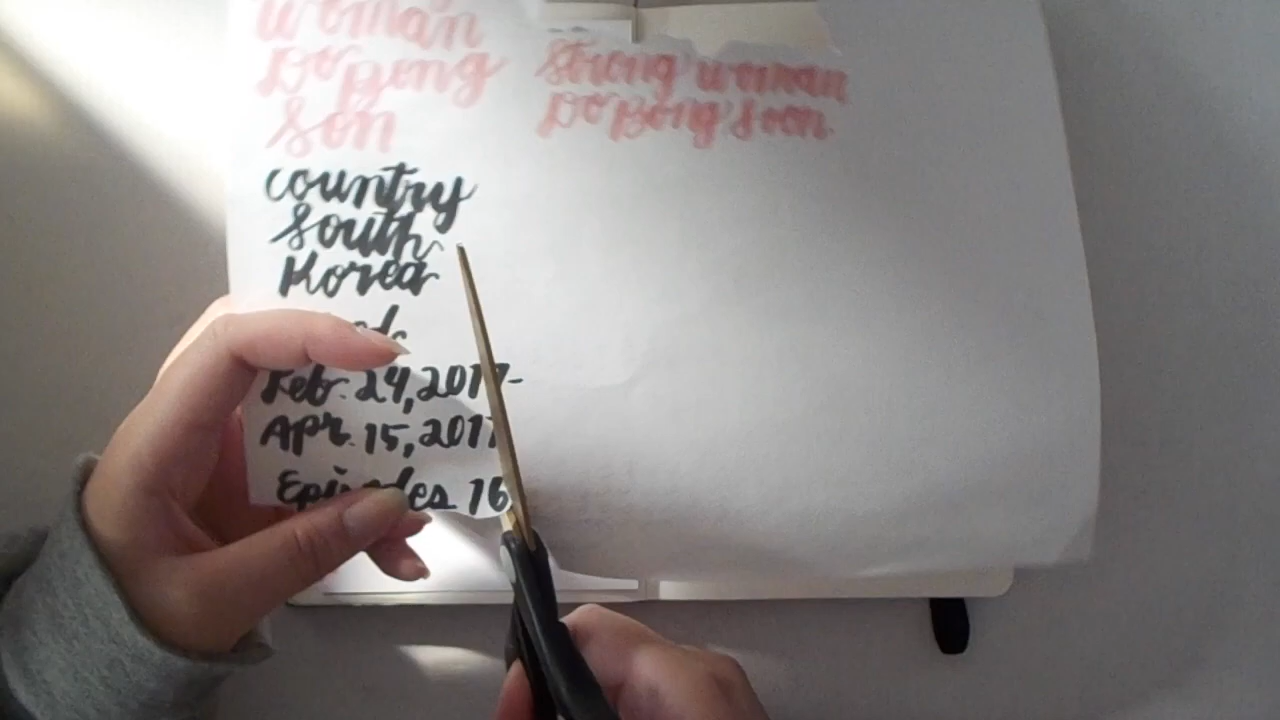 woman
Do Bong
Son
Strong woman
Do Bong Soon
country
South
Korea
Feb. 24, 2017-
Apr. 15, 2017
Episodes 16